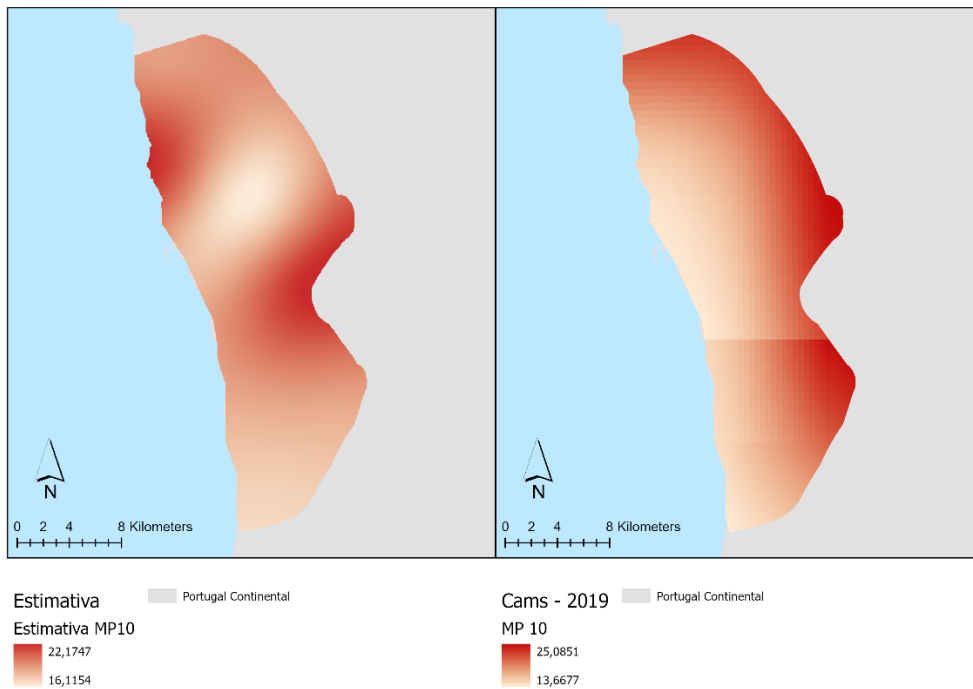 N
0 2 4 8 Kilometers
N
0 2 4 8 Kilometers
Estimativa
Portugal Continental
Estimativa MP10
22,1747
16,1154
Cams - 2019
Portugal Continental
MP 10
25,0851
13,6677